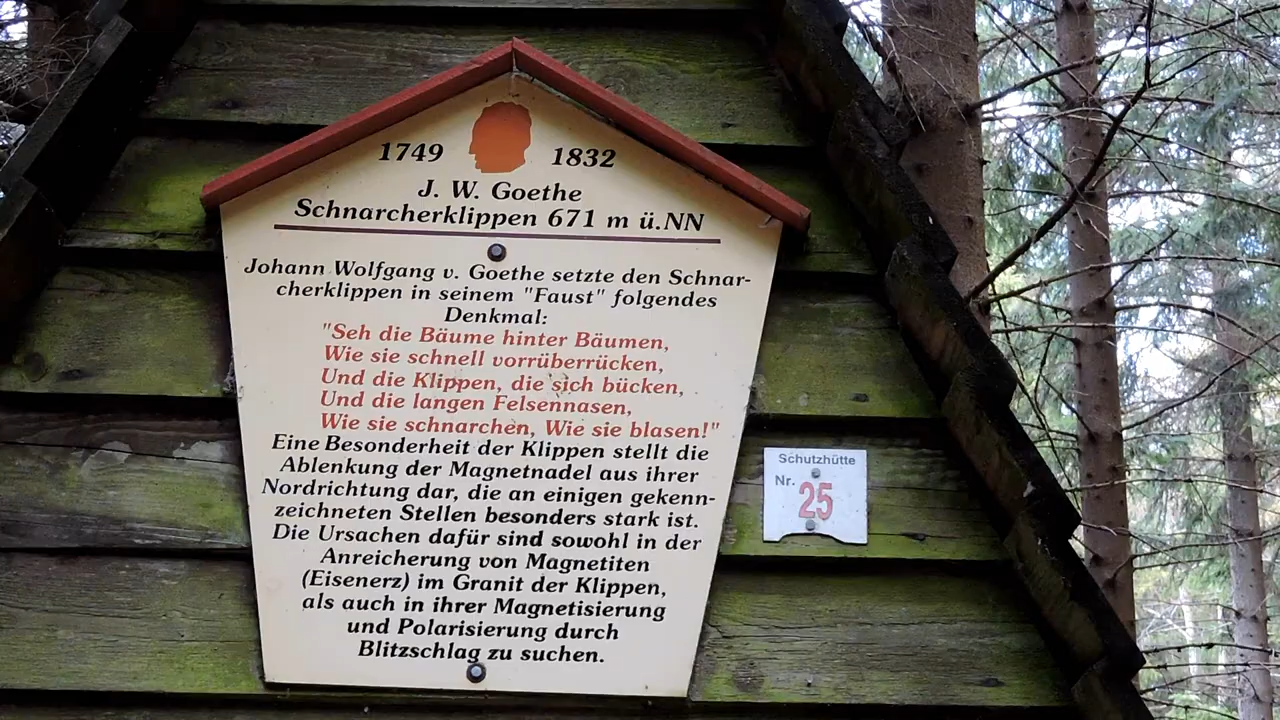 1749 1832
J. W. Goethe
Schnarcherklippen 671 m ü.NN
Johann Wolfgang v. Goethe setzte den Schnar-
cherklippen in seinem "Faust" folgendes
Denkmal:
"Seh die Bäume hinter Bäumen,
Wie sie schnell vorrüberrücken,
Und die Klippen, die sich bücken,
Und die langen Felsennasen,
Wie sie schnarchen, Wie sie blasen!"
Eine Besonderheit der Klippen stellt die
Ablenkung der Magnetnadel aus ihrer
Nordrichtung dar, die an einigen gekenn-
zeichneten Stellen besonders stark ist.
Die Ursachen dafür sind sowohl in der
Anreicherung von Magnetiten
(Eisenerz) im Granit der Klippen,
als auch in ihrer Magnetisierung
und Polarisierung durch
Blitzschlag zu suchen.
Schutzhütte
Nr. 25